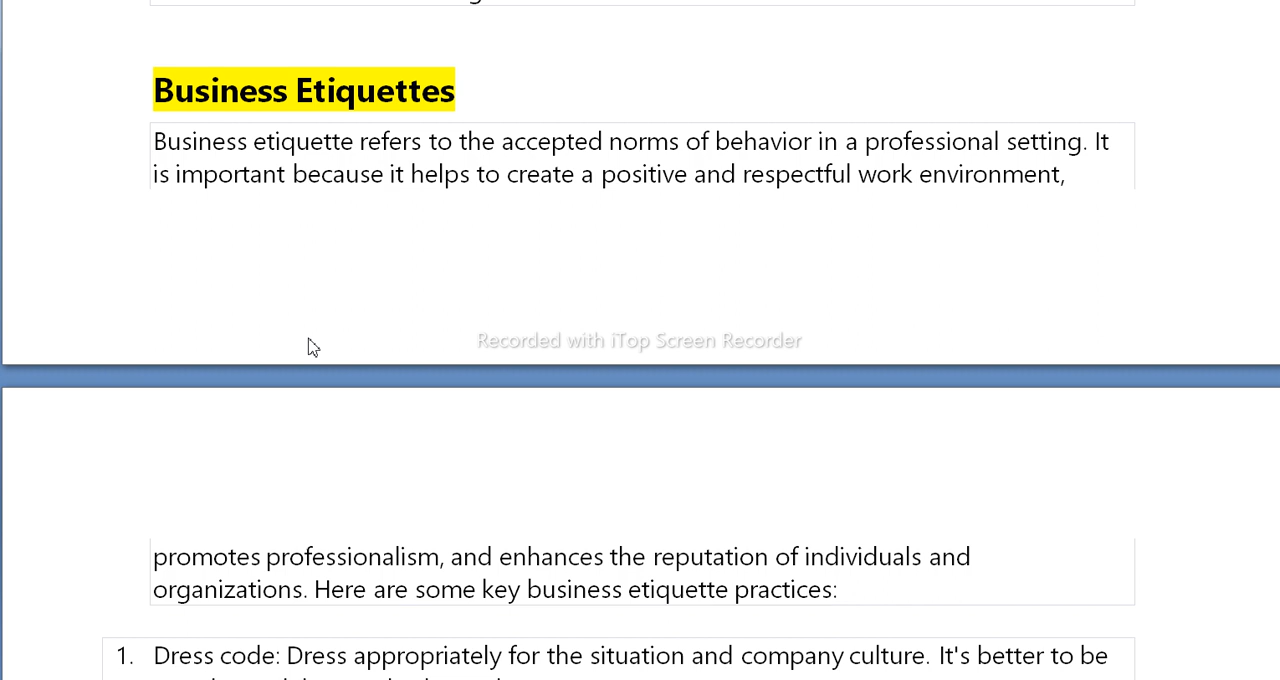 Business Etiquettes
Business etiquette refers to the accepted norms of behavior in a professional setting. It
is important because it helps to create a positive and respectful work environment,
Recorded with iTop Screen Recorder
promotes professionalism, and enhances the reputation of individuals and
organizations. Here are some key business etiquette practices:
1. Dress code: Dress appropriately for the situation and company culture. It's better to be